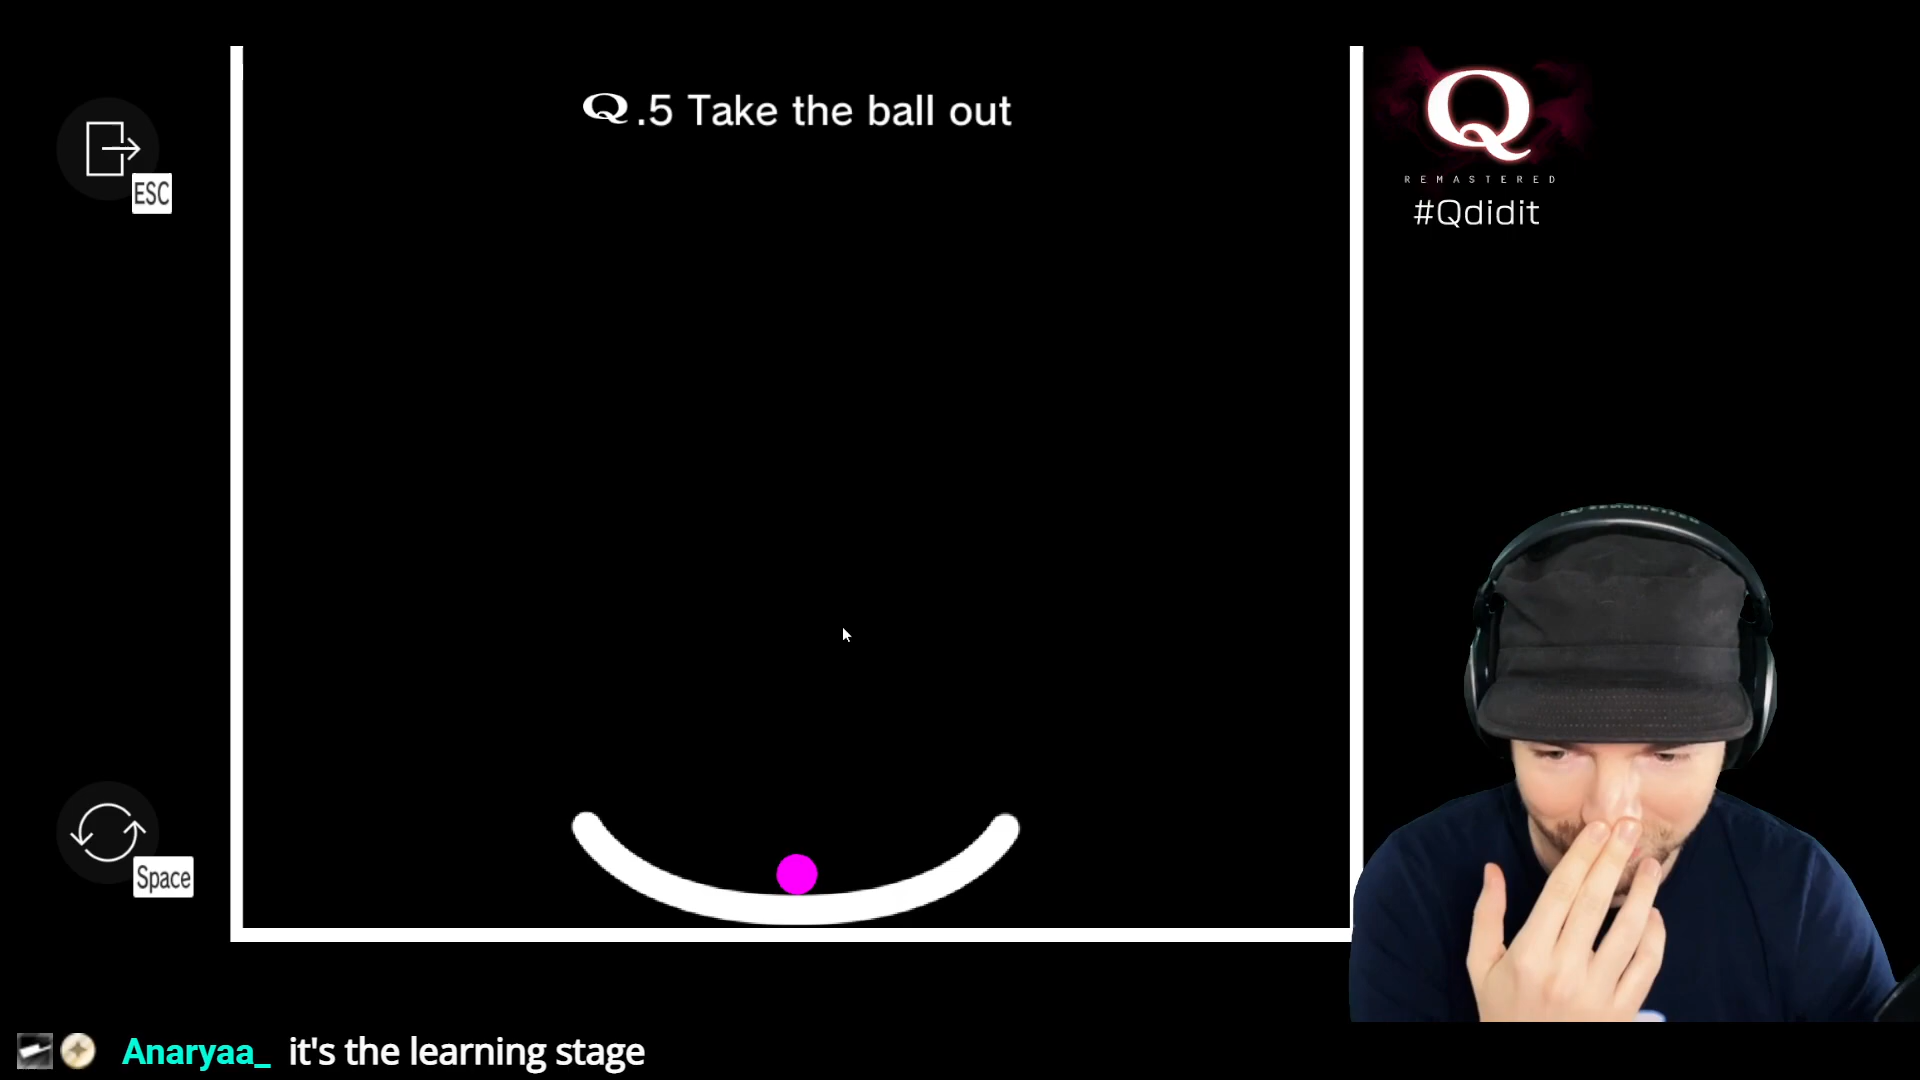 Q.5 Take the ball out
ESC
Q
REMASTERED
#Qdidit
Space
Anaryaa_ it's the learning stage